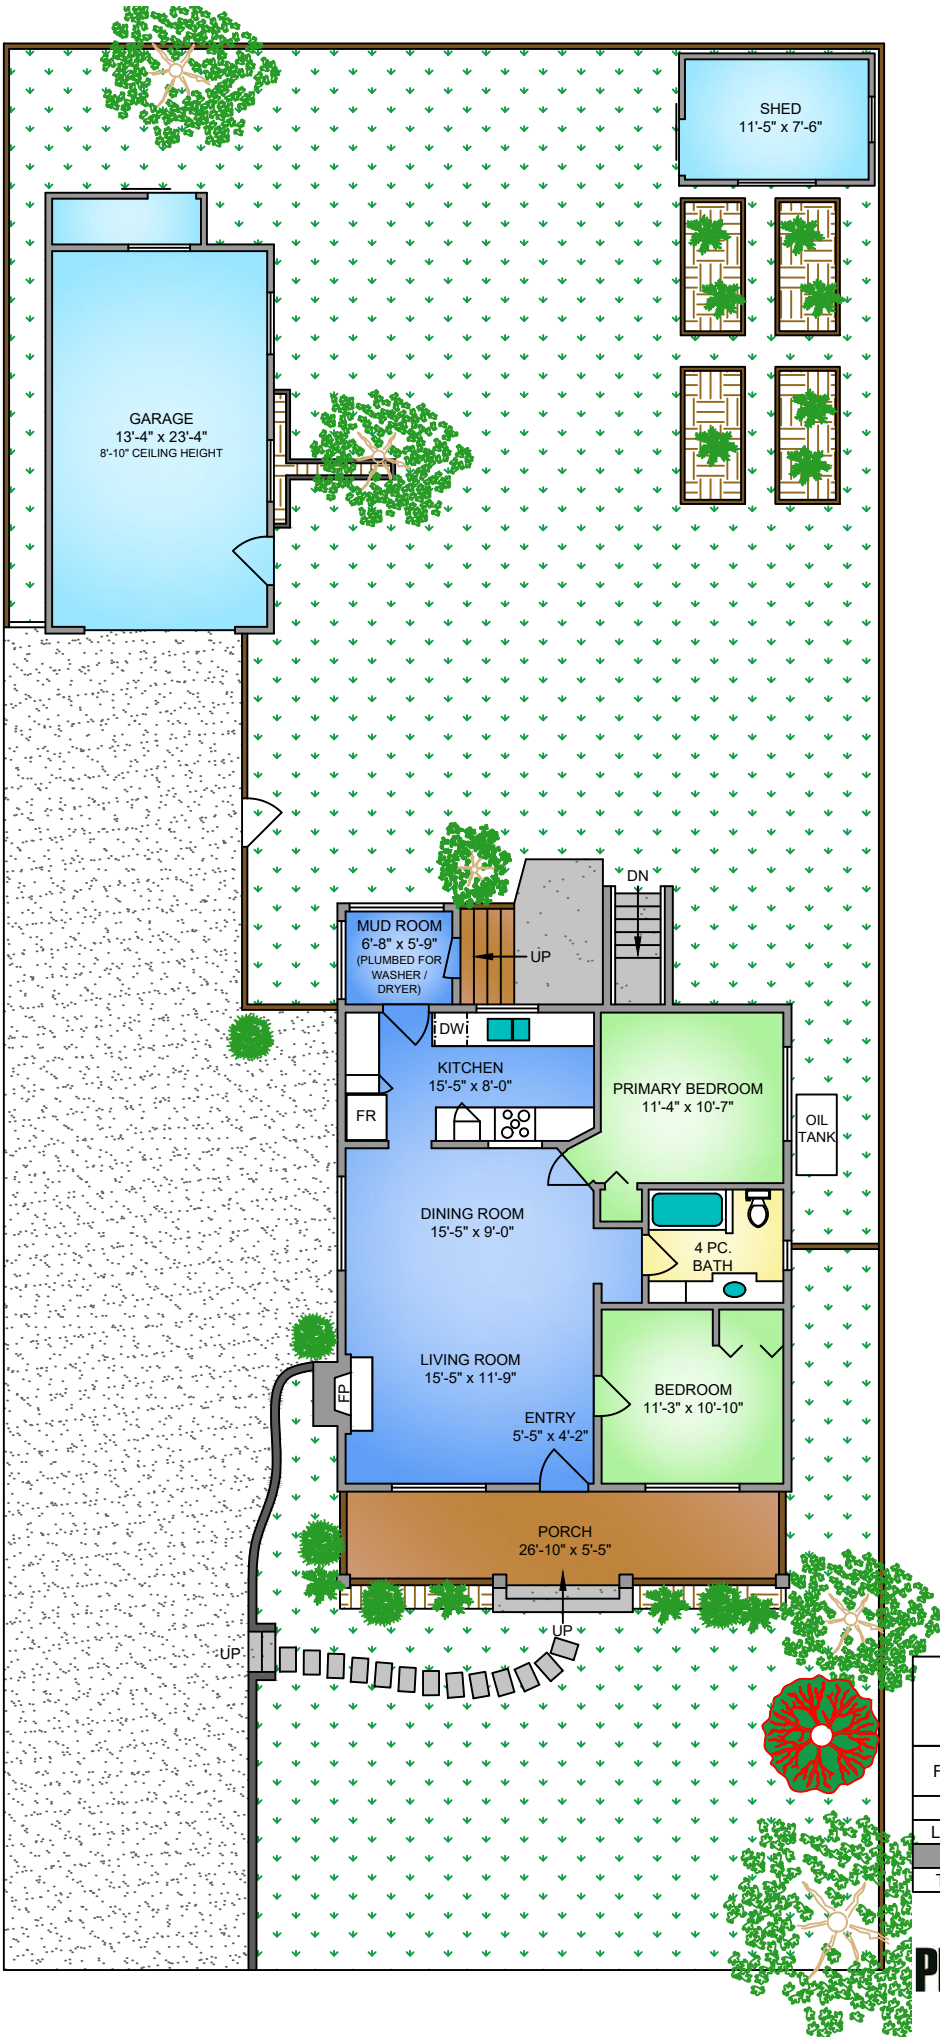 SHED
11'-5" x 7'-6"
GARAGE
13'-4" x 23'-4"
8'-10" CEILING HEIGHT
DN
MUD ROOM
6'-8" x 5'-9"
(PLUMBED FOR
WASHER /
DRYER)
UP
DW
KITCHEN
15'-5" x 8'-0"
PRIMARY BEDROOM
11'-4" x 10'-7"
FR
OIL
TANK
DINING ROOM
15'-5" x 9'-0"
4 PC.
BATH
LIVING ROOM
15'-5" x 11'-9"
FP
BEDROOM
11'-3" x 10'-10"
ENTRY
5'-5" x 4'-2"
PORCH
26'-10" x 5'-5"
UP
UP